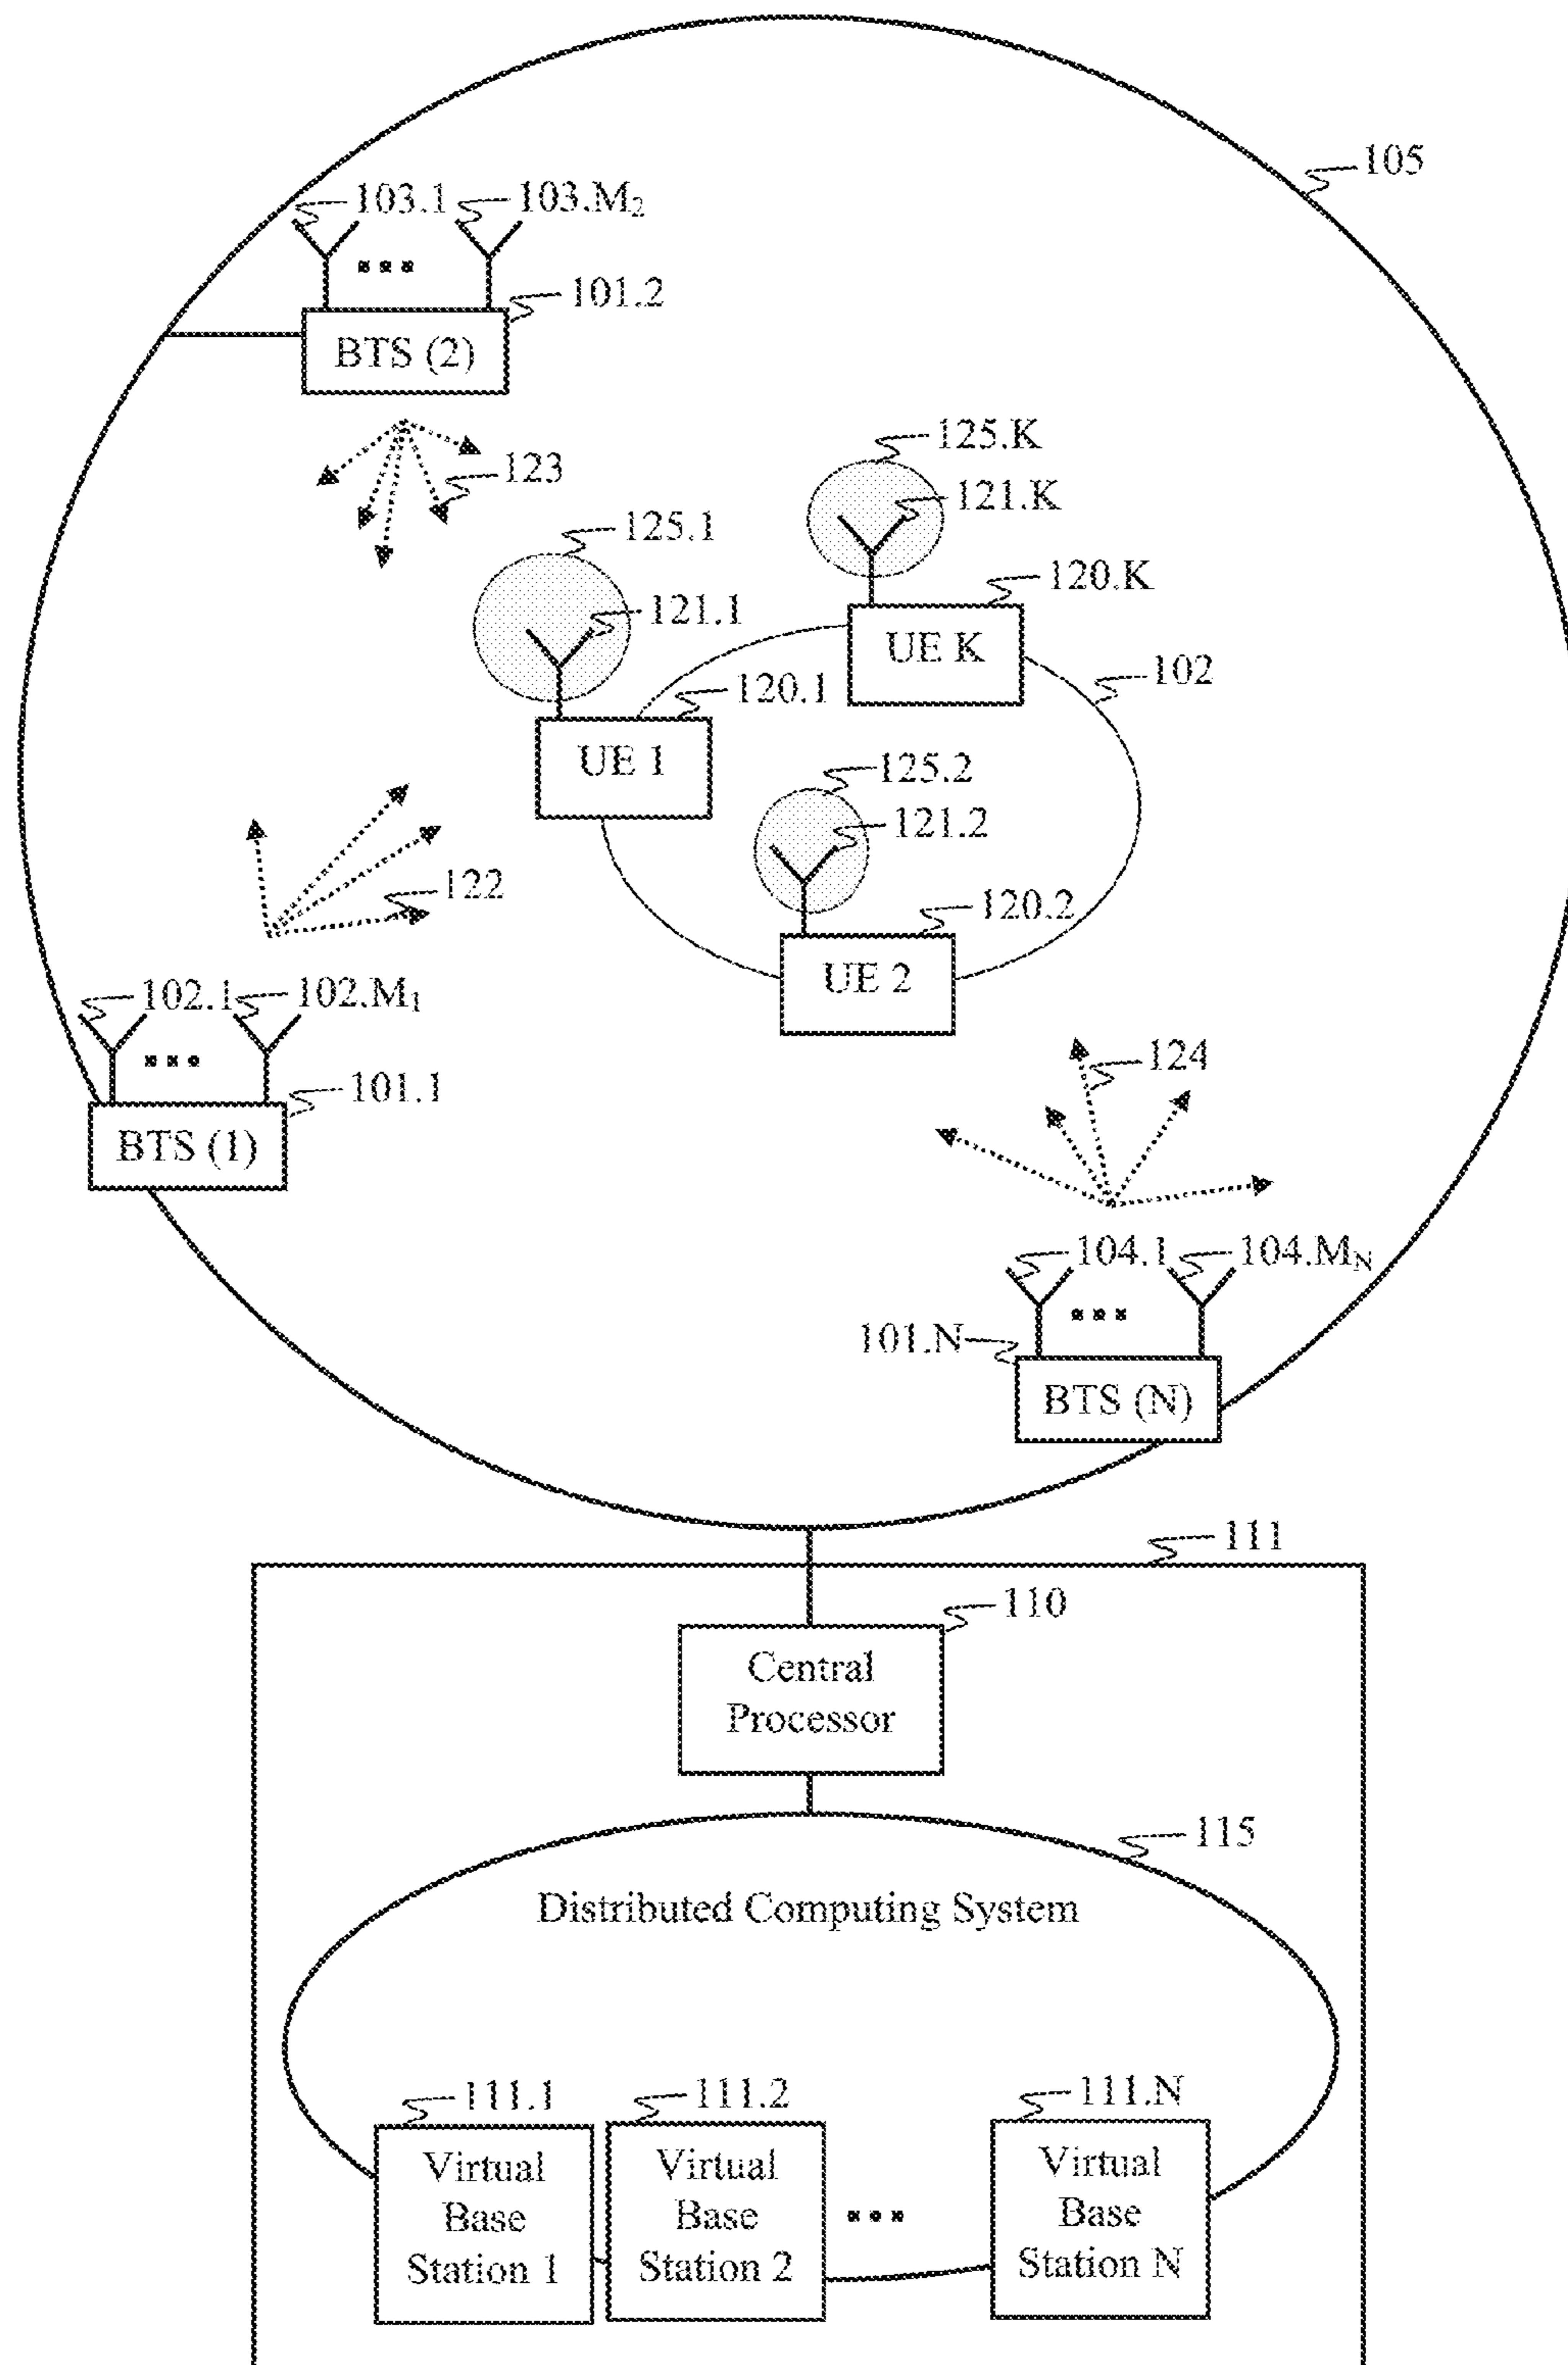 105
103.1
103.M₂
101.2
BTS (2)
123
125.K
121.K
125.1
121.1
120.K
UE K
102
120.1
UE 1
125.2
121.2
122
120.2
UE 2
102.1
102.M₁
101.1
BTS (1)
124
104.1
104.Mₙ
101.N
BTS (N)
111
110
Central
Processor
115
Distributed Computing System
111.1
111.2
111.N
Virtual
Base
Station 1
Virtual
Base
Station 2
Virtual
Base
Station N